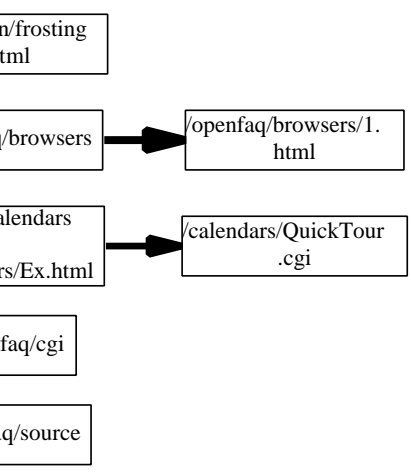 n/frosting
tml
q/browsers
/openfaq/browsers/1.
html
alendars
rs/Ex.html
/calendars/QuickTour
.cgi
faq/cgi
q/source